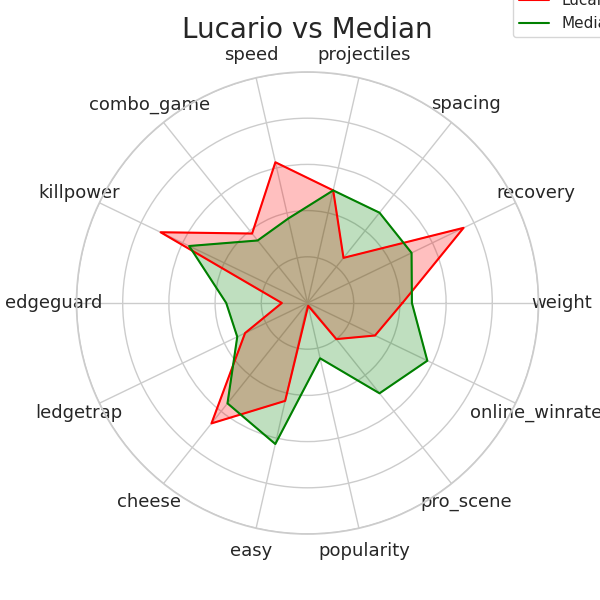 Lucario vs Median
speed
projectiles
combo_game
spacing
killpower
recovery
edgeguard
weight
ledgetrap
online_winrate
cheese
pro_scene
easy
popularity